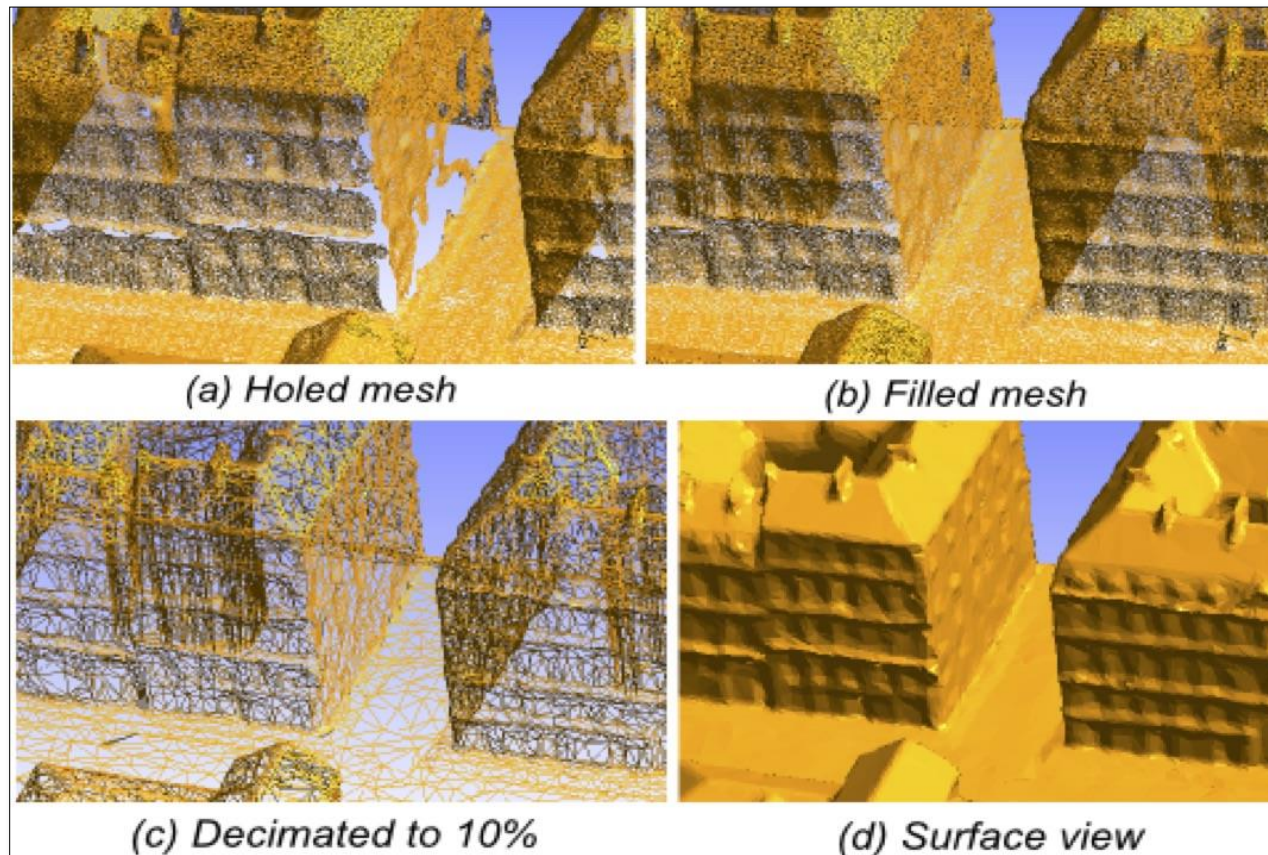 (a) Holed mesh
(b) Filled mesh
(c) Decimated to 10%
(d) Surface view